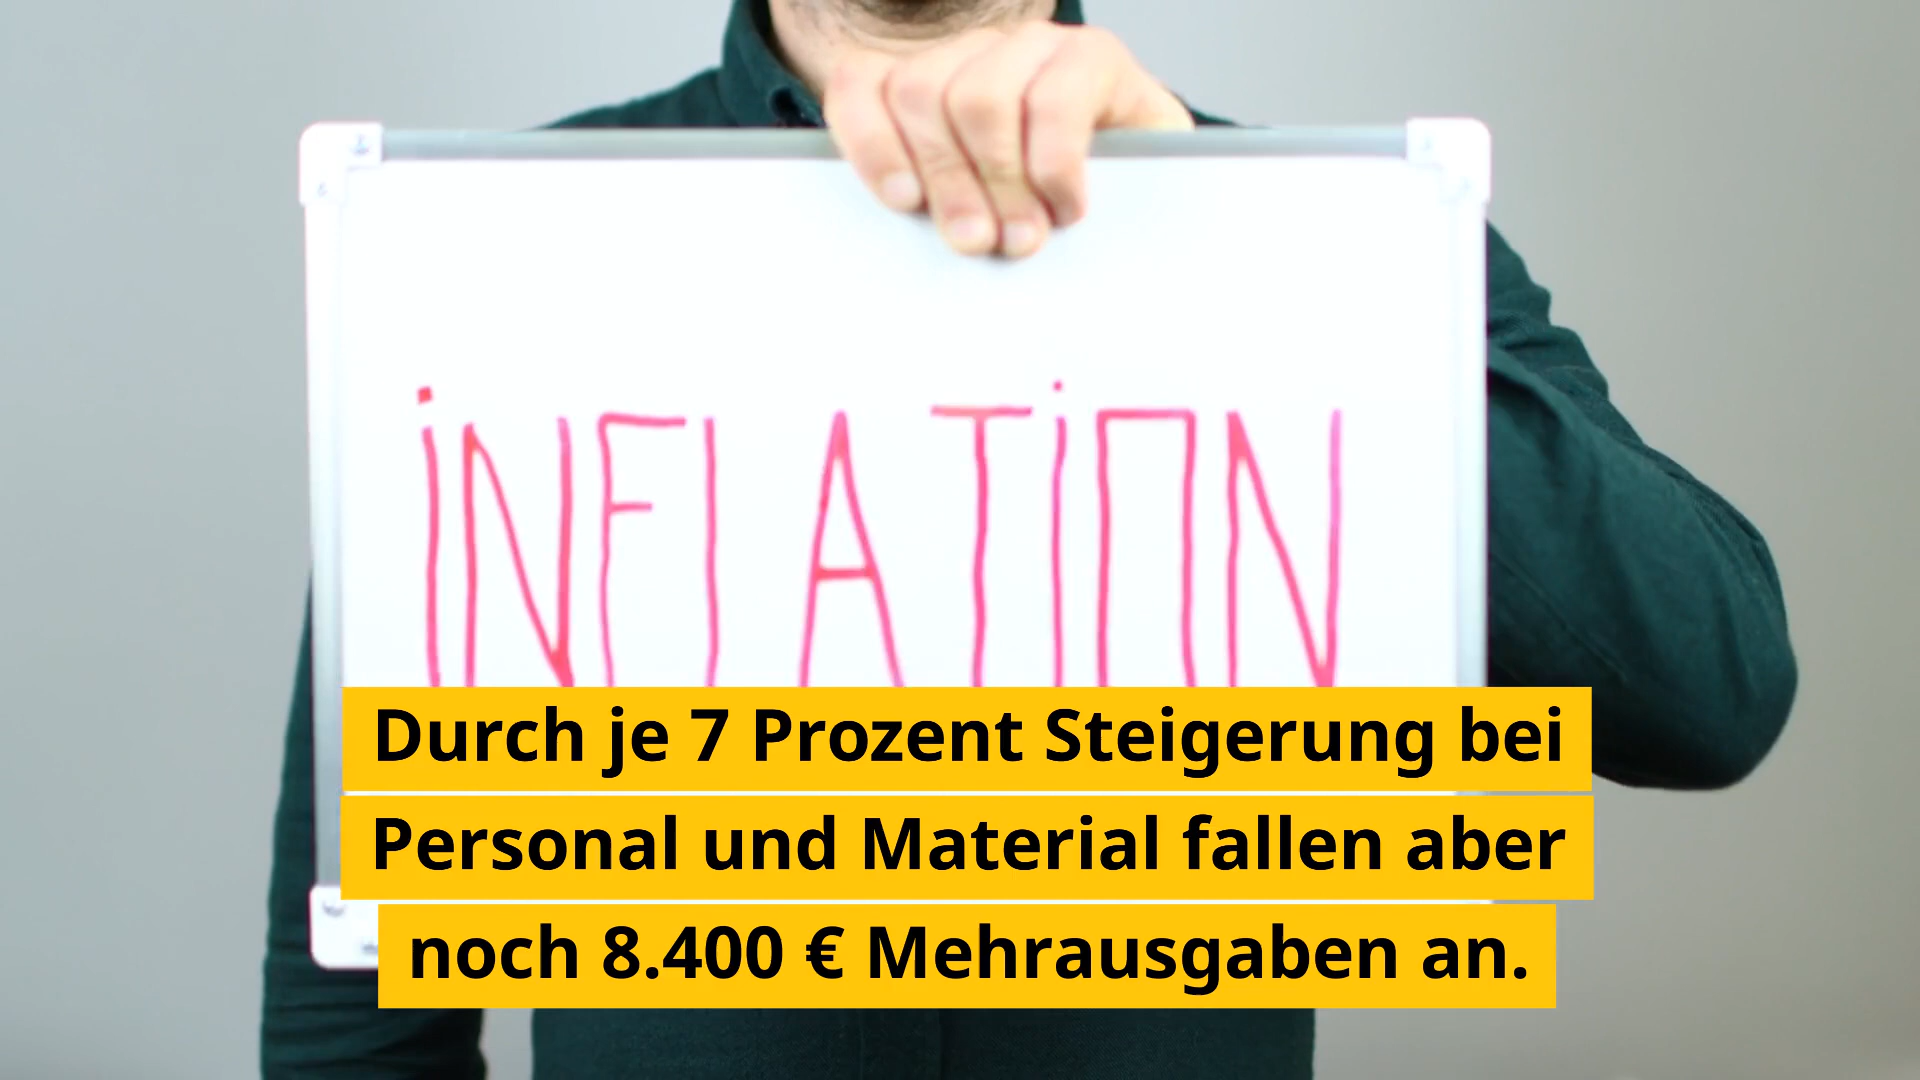 iNFLATiON
Durch je 7 Prozent Steigerung bei
Personal und Material fallen aber
noch 8.400 € Mehrausgaben an.